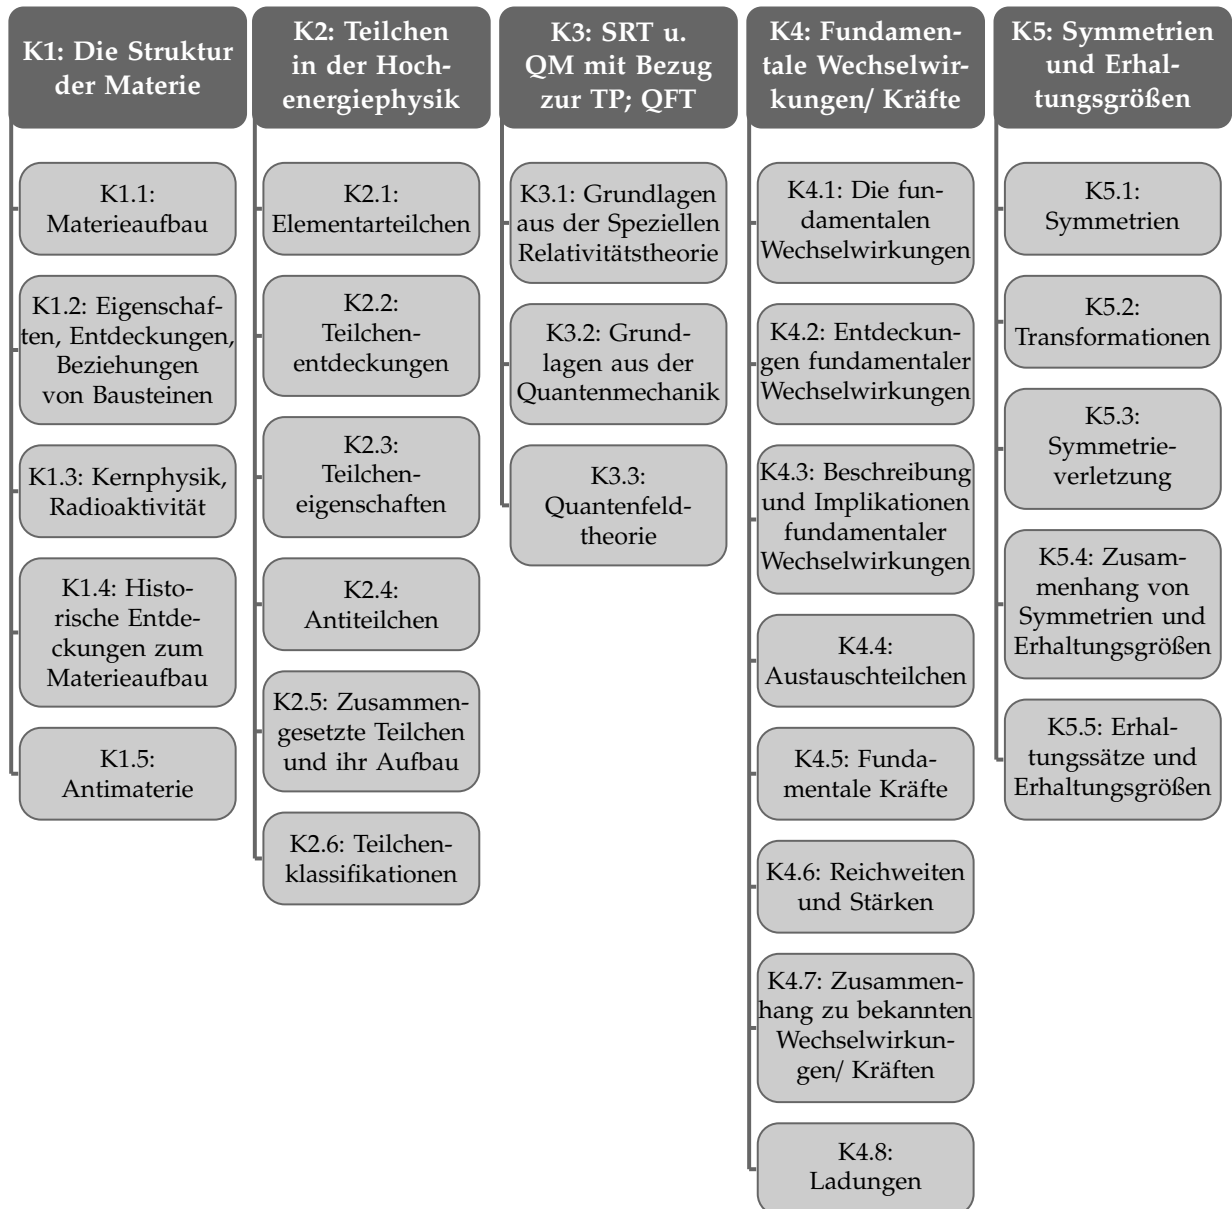 K1: Die Struktur
der Materie
K1.1:
Materieaufbau
K1.2: Eigenschaf-
ten, Entdeckungen,
Beziehungen
von Bausteinen
K1.3: Kernphysik,
Radioaktivität
K1.4: Histo-
rische Entde-
ckungen zum
Materieaufbau
K1.5:
Antimaterie
K2: Teilchen
in der Hoch-
energiephysik
K2.1:
Elementarteilchen
K2.2:
Teilchen-
entdeckungen
K2.3:
Teilchen-
eigenschaften
K2.4:
Antiteilchen
K2.5: Zusammen-
gesetzte Teilchen
und ihr Aufbau
K2.6: Teilchen-
klassifikationen
K3: SRT u.
QM mit Bezug
zur TP; QFT
K3.1: Grundlagen
aus der Speziellen
Relativitätstheorie
K3.2: Grund-
lagen aus der
Quantenmechanik
K3.3:
Quantenfeld-
theorie
K4: Fundamen-
tale Wechselwir-
kungen/ Kräfte
K4.1: Die fun-
damentalen
Wechselwirkungen
K4.2: Entdeckun-
gen fundamentaler
Wechselwirkungen
K4.3: Beschreibung
und Implikationen
fundamentaler
Wechselwirkungen
K4.4:
Austauschteilchen
K4.5: Funda-
mentale Kräfte
K4.6: Reichweiten
und Stärken
K4.7: Zusammen-
hang zu bekannten
Wechselwirkun-
gen/ Kräften
K4.8:
Ladungen
K5: Symmetrien
und Erhal-
tungsgrößen
K5.1:
Symmetrien
K5.2:
Transformationen
K5.3:
Symmetrie-
verletzung
K5.4: Zusam-
menhang von
Symmetrien und
Erhaltungsgrößen
K5.5: Erhal-
tungssätze und
Erhaltungsgrößen